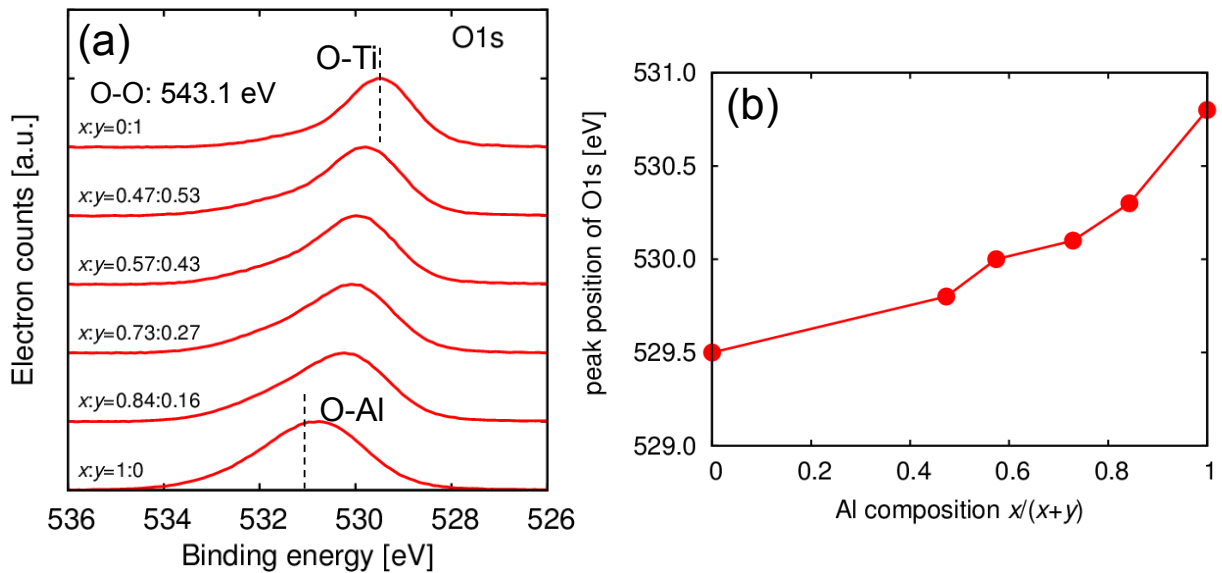 (a)
O1s
O-Ti
O-O: 543.1 eV
x:y=0:1
x:y=0.47:0.53
x:y=0.57:0.43
x:y=0.73:0.27
x:y=0.84:0.16
O-Al
x:y=1:0
Electron counts [a.u.]
536 534 532 530 528 526
Binding energy [eV]
(b)
peak position of O1s [eV]
531.0
530.5
530.0
529.5
529.0
0 0.2 0.4 0.6 0.8 1
Al composition x/(x+y)